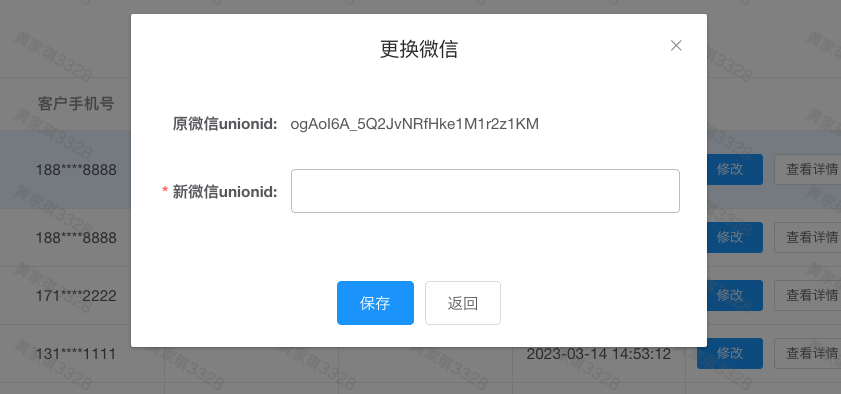 更换微信
原微信unionid: ogAoI6A_5Q2JvNRfHke1M1r2z1KM
* 新微信unionid:
保存 返回
客户手机号
188****8888 修改 查看详情
188****8888 修改 查看详情
171****2222 修改 查看详情
131****1111 2023-03-14 14:53:12 修改 查看详情
黄家琪3328